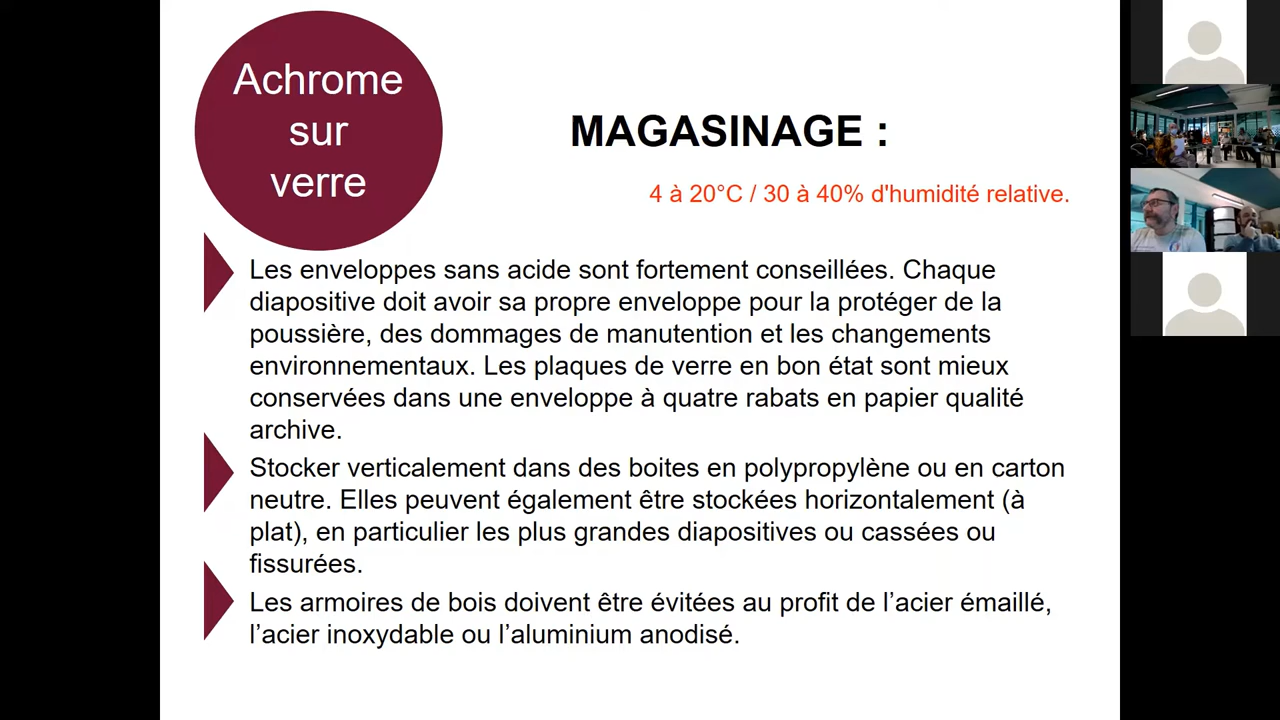 Achrome
sur
verre
MAGASINAGE :
4 à 20°C / 30 à 40% d'humidité relative.
Les enveloppes sans acide sont fortement conseillées. Chaque
diapositive doit avoir sa propre enveloppe pour la protéger de la
poussière, des dommages de manutention et les changements
environnementaux. Les plaques de verre en bon état sont mieux
conservées dans une enveloppe à quatre rabats en papier qualité
archive.
Stocker verticalement dans des boites en polypropylène ou en carton
neutre. Elles peuvent également être stockées horizontalement (à
plat), en particulier les plus grandes diapositives ou cassées ou
fissurées.
Les armoires de bois doivent être évitées au profit de l’acier émaillé,
l’acier inoxydable ou l’aluminium anodisé.